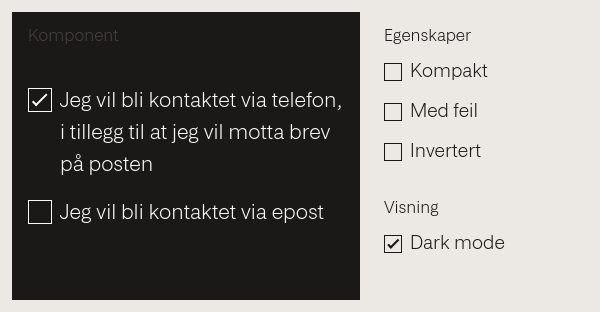 Komponent
Jeg vil bli kontaktet via telefon,
i tillegg til at jeg vil motta brev
på posten
Jeg vil bli kontaktet via epost
Egenskaper
Kompakt
Med feil
Invertert
Visning
Dark mode